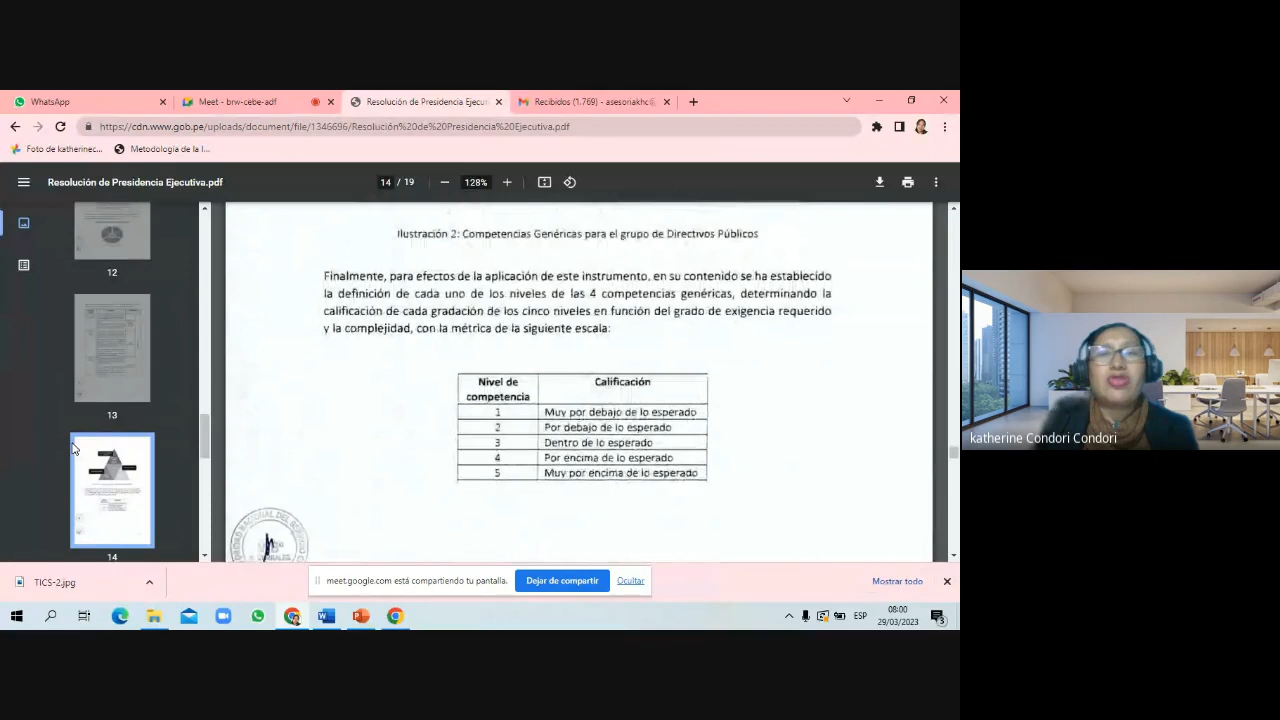 WhatsApp
Meet - brw-cebe-adf
Resolución de Presidencia Ejecut
Recibidos (1.769) - asesoriakhc@
https://cdn.www.gob.pe/uploads/document/file/1346696/Resolución%20de%20Presidencia%20Ejecutiva.pdf
Foto de katherinec...
Metodología de la I...
Resolución de Presidencia Ejecutiva.pdf
14 / 19
128%
12
13
14
Ilustración 2: Competencias Genéricas para el grupo de Directivos Públicos
Finalmente, para efectos de la aplicación de este instrumento, en su contenido se ha establecido
la definición de cada uno de los niveles de las 4 competencias genéricas, determinando la
calificación de cada gradación de los cinco niveles en función del grado de exigencia requerido
y la complejidad, con la métrica de la siguiente escala:
Nivel de competencia Calificación
1 Muy por debajo de lo esperado
2 Por debajo de lo esperado
3 Dentro de lo esperado
4 Por encima de lo esperado
5 Muy por encima de lo esperado
katherine Condori Condori
TICS-2.jpg
meet.google.com está compartiendo tu pantalla.
Dejar de compartir
Ocultar
Mostrar todo
ESP
08:00
29/03/2023
3